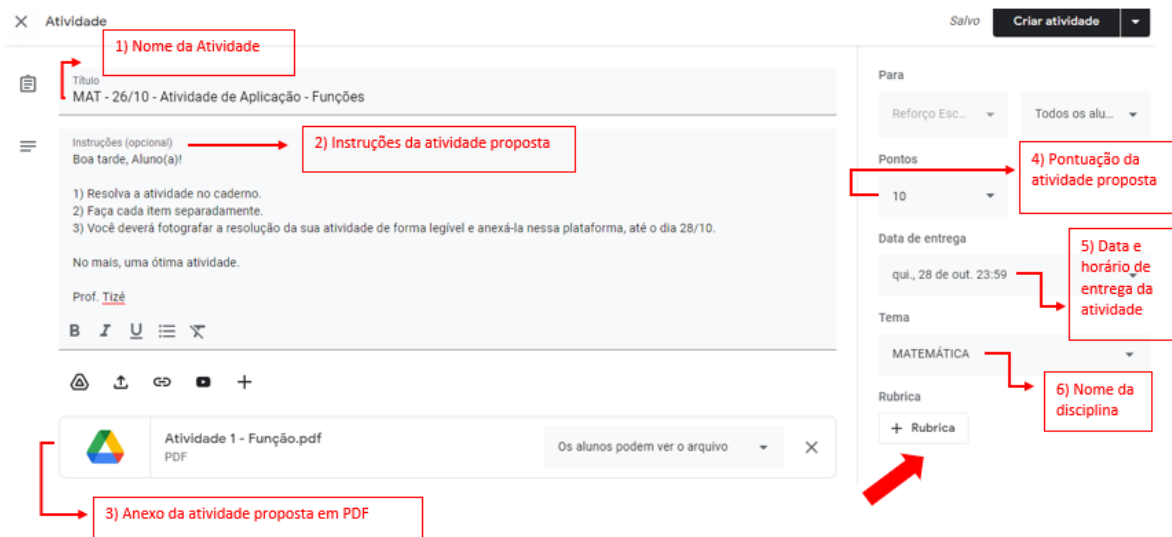 Atividade
Salvo
Criar atividade
1) Nome da Atividade
Título
MAT - 26/10 - Atividade de Aplicação - Funções
Instruções (opcional)
2) Instruções da atividade proposta
Boa tarde, Aluno(a)!
1) Resolva a atividade no caderno.
2) Faça cada item separadamente.
3) Você deverá fotografar a resolução da sua atividade de forma legível e anexá-la nessa plataforma, até o dia 28/10.
No mais, uma ótima atividade.
Prof. Tizé
B I U
Atividade 1 - Função.pdf
PDF
Os alunos podem ver o arquivo
3) Anexo da atividade proposta em PDF
Para
Reforço Esc...
Todos os alu...
Pontos
10
4) Pontuação da
atividade proposta
Data de entrega
qui., 28 de out. 23:59
5) Data e
horário de
entrega da
atividade
Tema
MATEMÁTICA
6) Nome da
disciplina
Rubrica
+ Rubrica